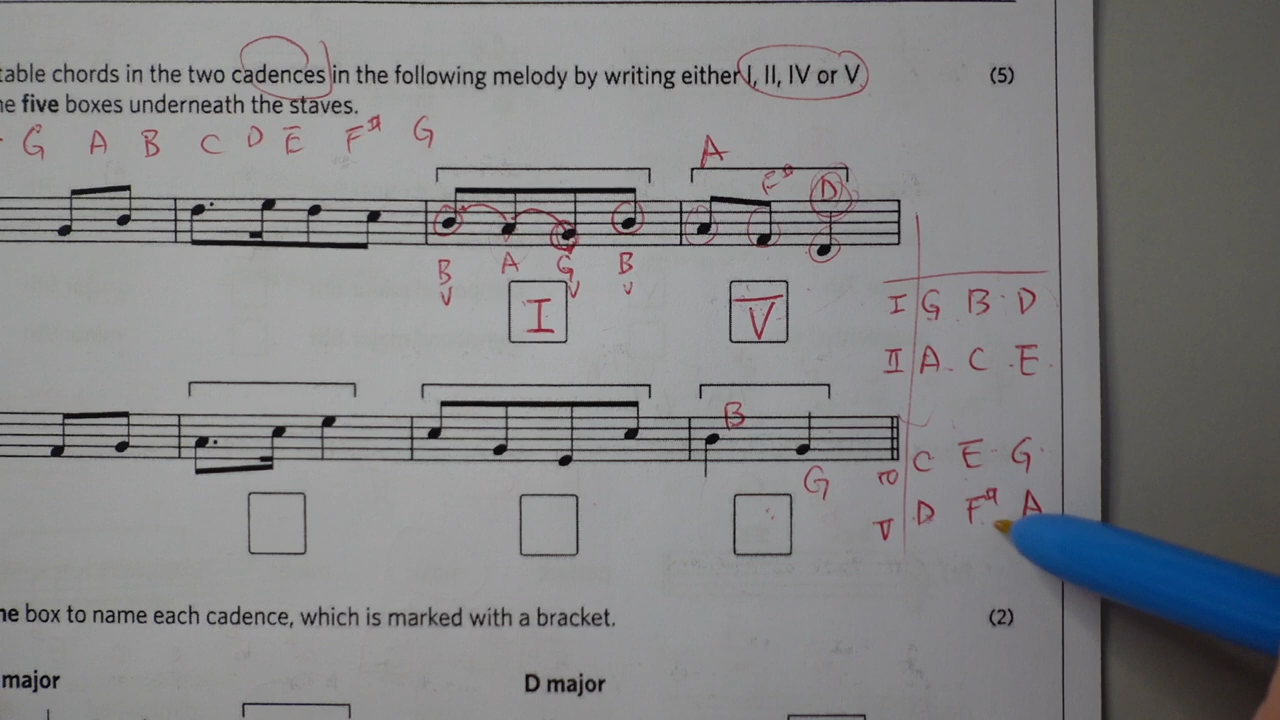 table chords in the two cadences in the following melody by writing either I, II, IV or V (5)
he five boxes underneath the staves.
G A B C D E F# G
A
F# D
B A G B
I V
I G B D
II A C E
B
G
C E G
V D F# A
ne box to name each cadence, which is marked with a bracket. (2)
major D major